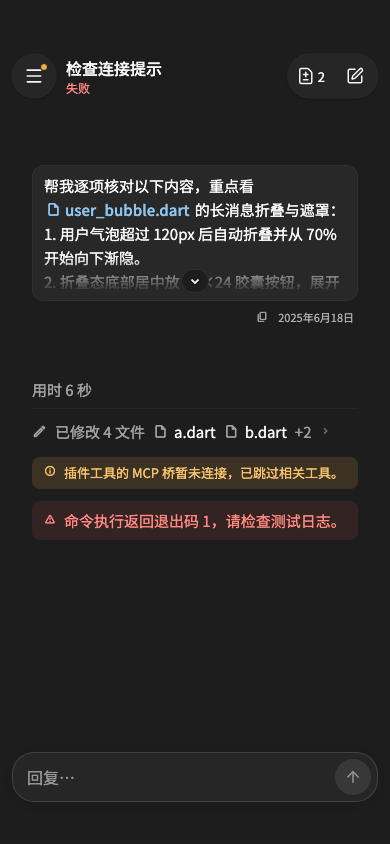 检查连接提示
失败
2
帮我逐项核对以下内容，重点看
user_bubble.dart 的长消息折叠与遮罩：
1. 用户气泡超过 120px 后自动折叠并从 70%
开始向下渐隐。
2. 折叠态底部居中放 24 胶囊按钮，展开
2025年6月18日
用时 6 秒
已修改 4 文件 a.dart b.dart +2
插件工具的 MCP 桥暂未连接，已跳过相关工具。
命令执行返回退出码 1，请检查测试日志。
回复…